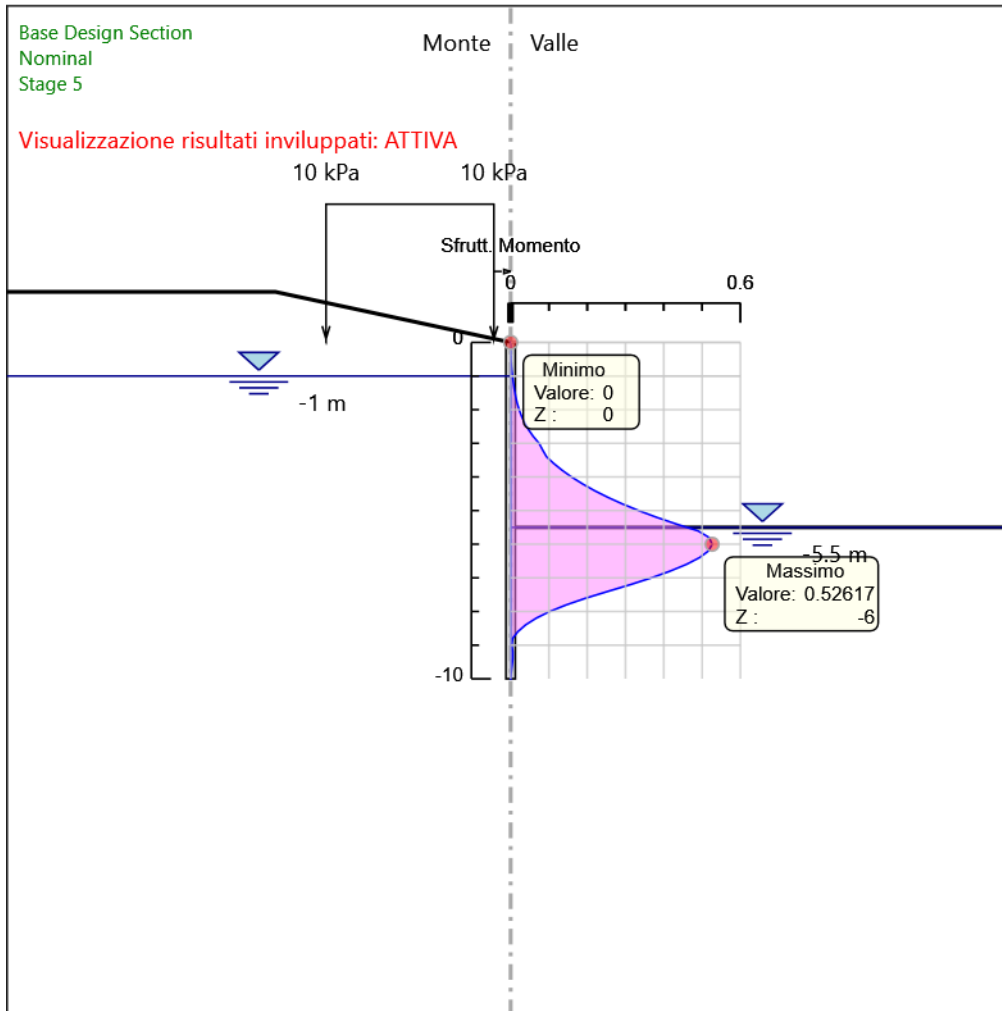 Base Design Section
Nominal
Stage 5
Monte
Valle
Visualizzazione risultati inviluppati: ATTIVA
10 kPa
10 kPa
Sfrutt. Momento
0
0.6
0
Minimo
Valore: 0
Z : 0
-1 m
-5.5 m
Massimo
Valore: 0.52617
Z : -6
-10